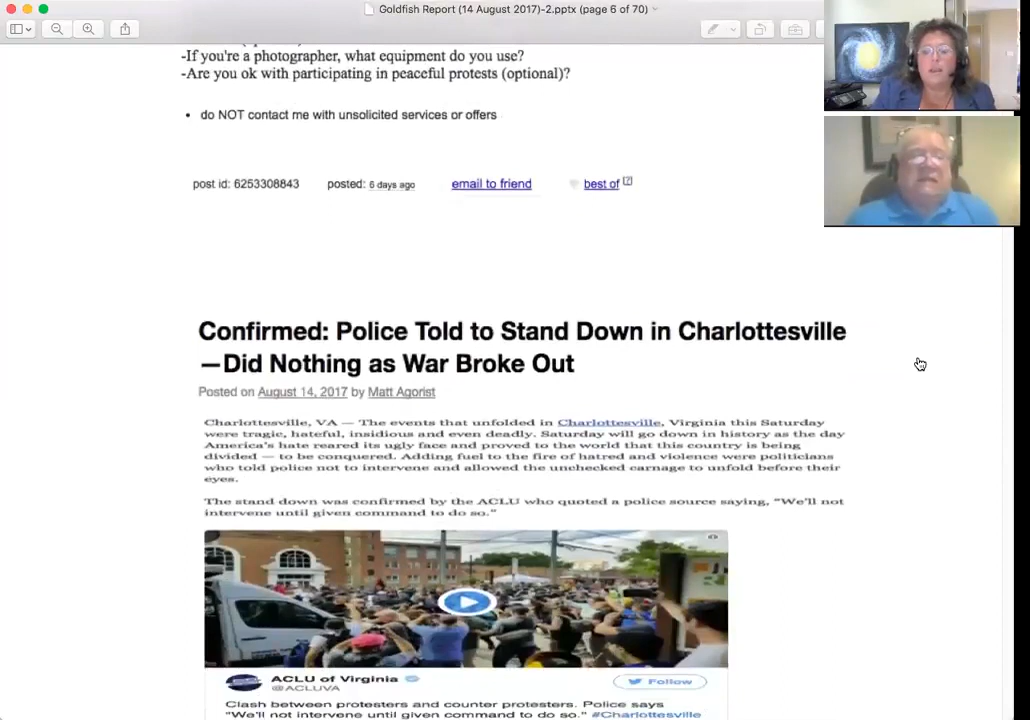 Goldfish Report (14 August 2017)-2.pptx (page 6 of 70)
-If you're a photographer, what equipment do you use?
-Are you ok with participating in peaceful protests (optional)?
• do NOT contact me with unsolicited services or offers
post id: 6253308843 posted: 6 days ago email to friend best of [?]
Confirmed: Police Told to Stand Down in Charlottesville
—Did Nothing as War Broke Out
Posted on August 14, 2017 by Matt Agorist
Charlottesville, VA — The events that unfolded in Charlottesville, Virginia this Saturday
were tragic, hateful, insidious and even deadly. Saturday will go down in history as the day
America's hate reared its ugly face and proved to the world that this country is being
divided — to be conquered. Adding fuel to the fire of hatred and violence were politicians
who told police not to intervene and allowed the unchecked carnage to unfold before their
eyes.
The stand down was confirmed by the ACLU who quoted a police source saying, "We'll not
intervene until given command to do so."
ACLU of Virginia
@ACLUVA
Follow
Clash between protesters and counter protesters. Police says
"We'll not intervene until given command to do so." #Charlottesville